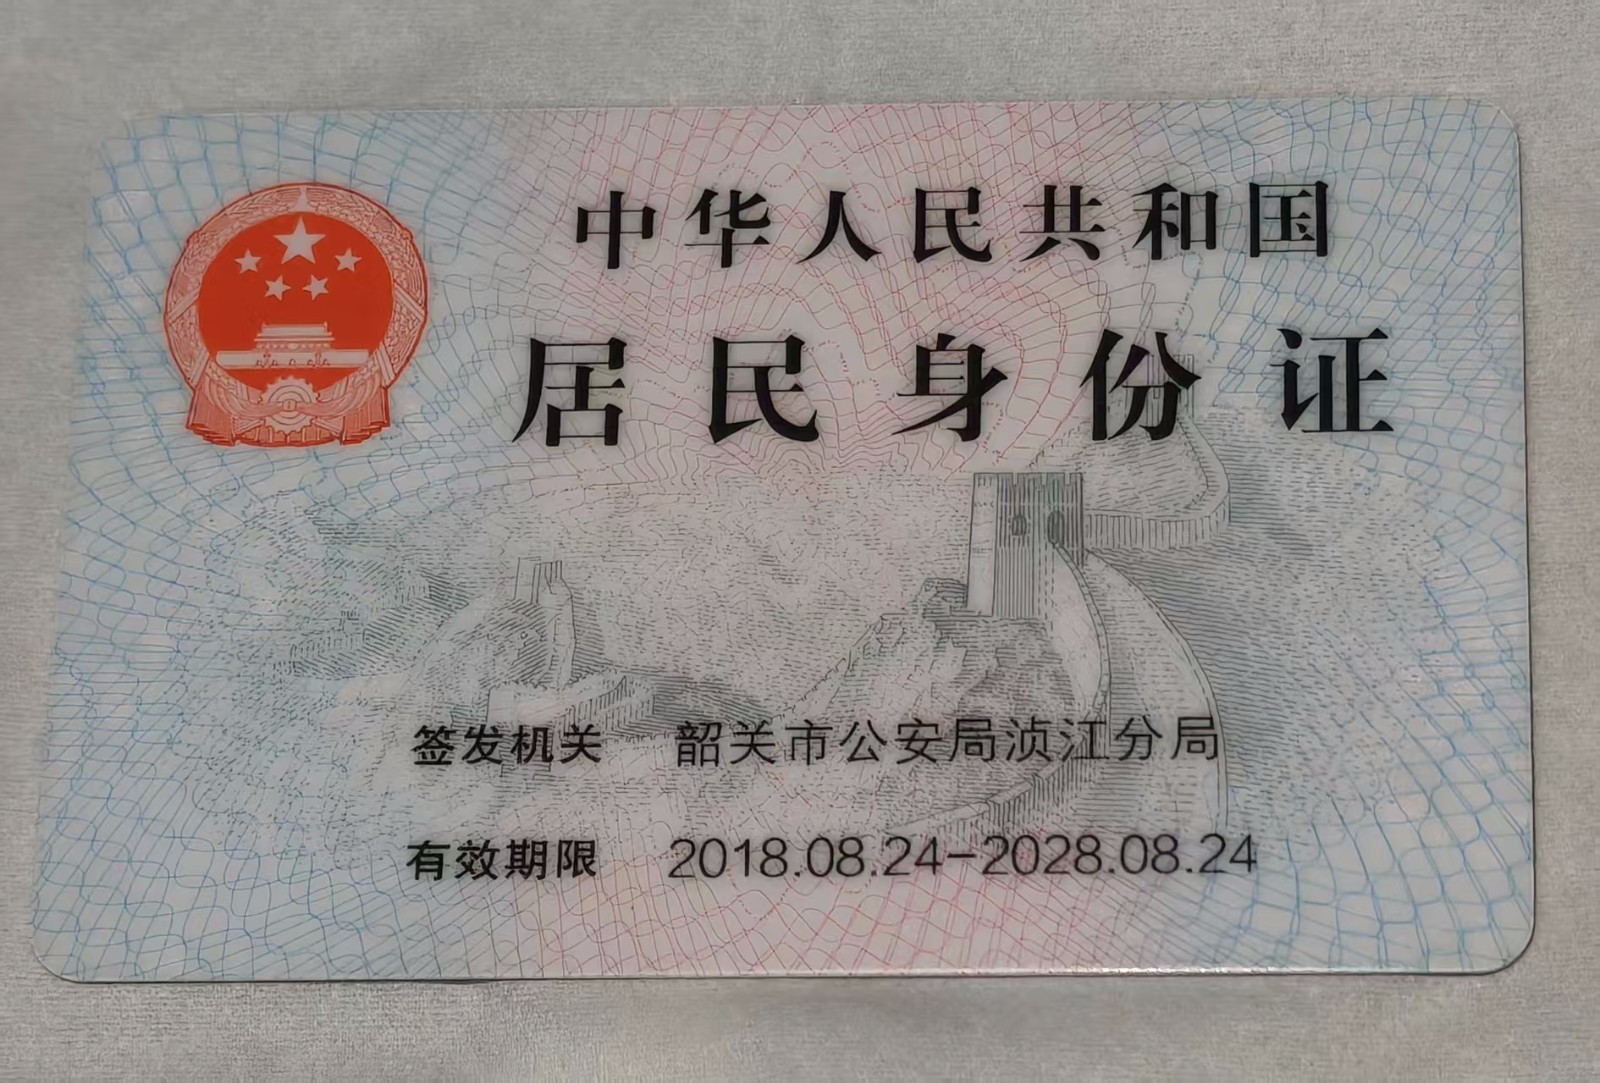 中华人民共和国
居民身份证
签发机关 韶关市公安局浈江分局
有效期限 2018.08.24-2028.08.24